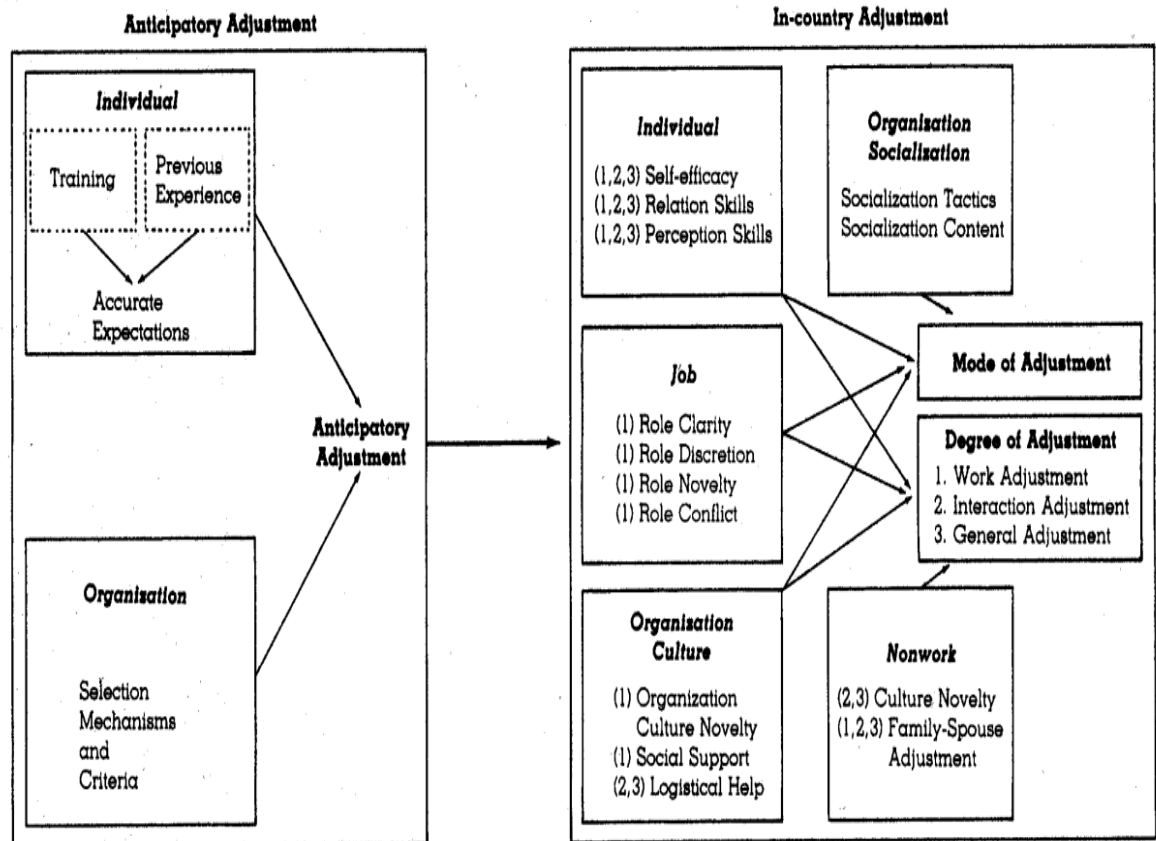 Anticipatory Adjustment
Individual
Training
Previous
Experience
Accurate
Expectations
Anticipatory
Adjustment
Organization
Selection
Mechanisms
and
Criteria
In-country Adjustment
Individual
(1,2,3) Self-efficacy
(1,2,3) Relation Skills
(1,2,3) Perception Skills
Organization
Socialization
Socialization Tactics
Socialization Content
Job
(1) Role Clarity
(1) Role Discretion
(1) Role Novelty
(1) Role Conflict
Mode of Adjustment
Degree of Adjustment
1. Work Adjustment
2. Interaction Adjustment
3. General Adjustment
Organization
Culture
(1) Organization
Culture Novelty
(1) Social Support
(2,3) Logistical Help
Nonwork
(2,3) Culture Novelty
(1,2,3) Family-Spouse
Adjustment